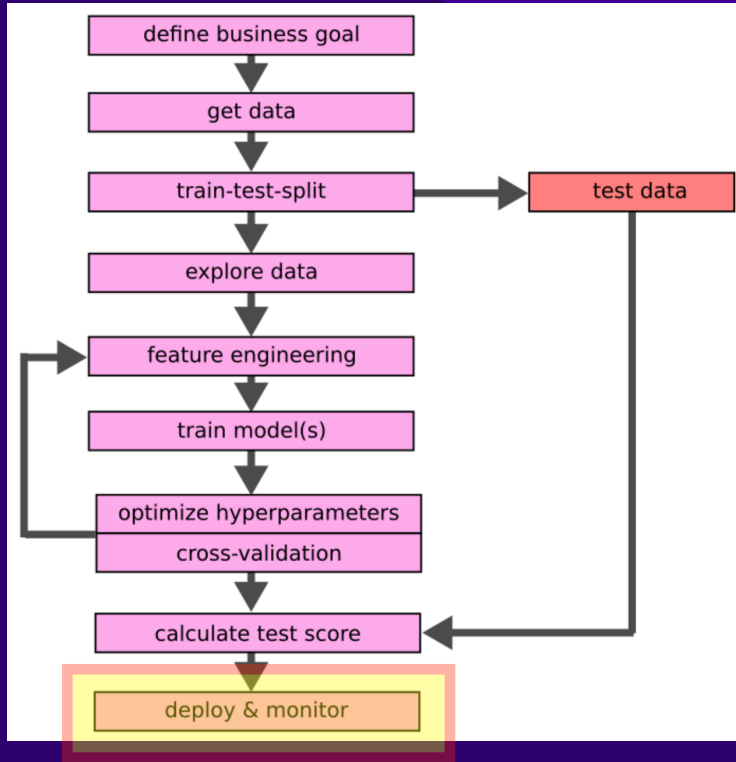 define business goal
get data
train-test-split
test data
explore data
feature engineering
train model(s)
optimize hyperparameters
cross-validation
calculate test score
deploy & monitor